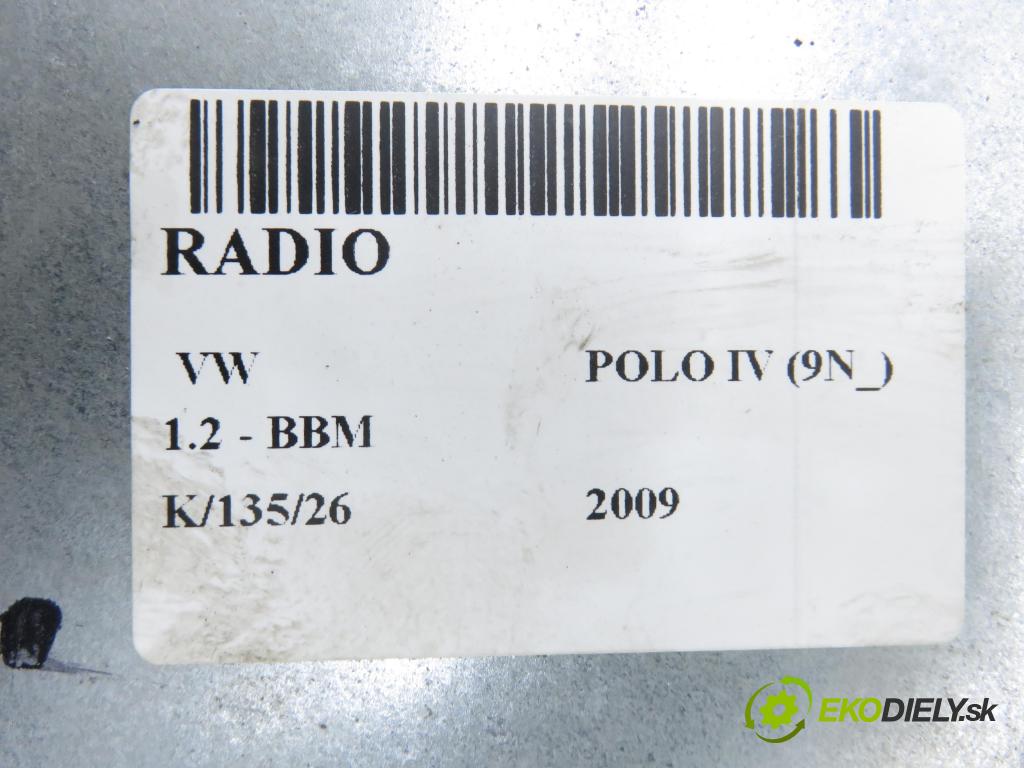 RADIO
VW POLO IV (9N_)
1.2 - BBM
K/135/26 2009
EKODIELY.sk